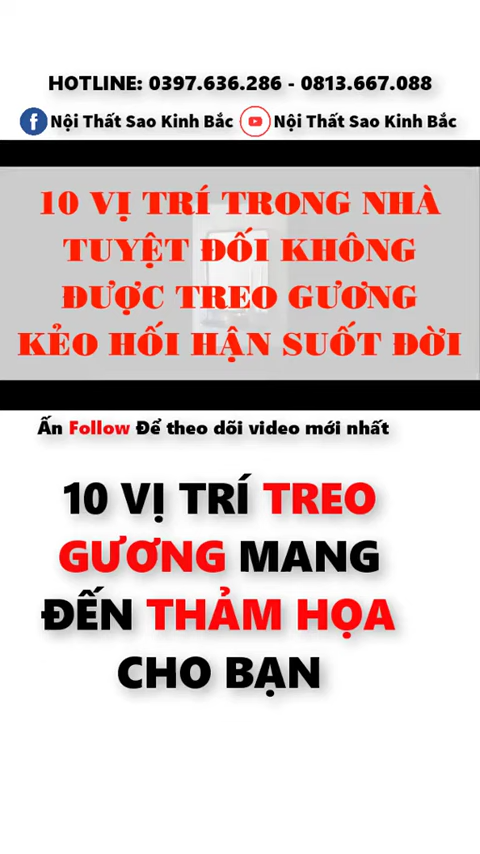 HOTLINE: 0397.636.286 - 0813.667.088
Nội Thất Sao Kinh Bắc Nội Thất Sao Kinh Bắc
10 VỊ TRÍ TRONG NHÀ
TUYỆT ĐỐI KHÔNG
ĐƯỢC TREO GƯƠNG
KẺO HỐI HẬN SUỐT ĐỜI
Ấn Follow Để theo dõi video mới nhất
10 VỊ TRÍ TREO
GƯƠNG MANG
ĐẾN THẢM HỌA
CHO BẠN